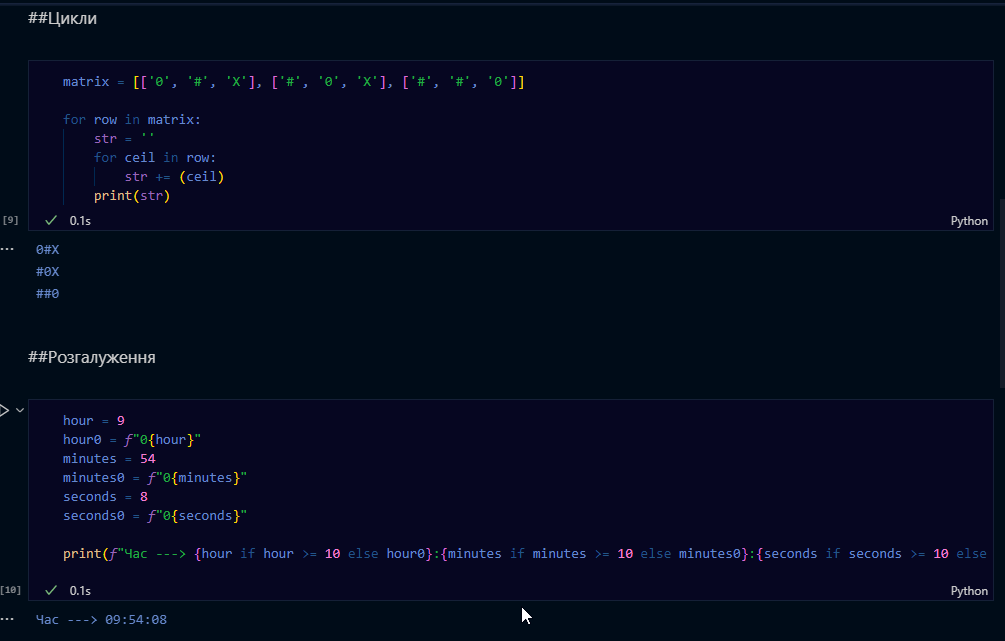 ##Цикли
matrix = [['0', '#', 'X'], ['#', '0', 'X'], ['#', '#', '0']]
for row in matrix:
    str = ''
    for ceil in row:
        str += (ceil)
    print(str)
[9] 0.1s Python
0#X
#0X
##0
##Розгалуження
hour = 9
hour0 = f"0{hour}"
minutes = 54
minutes0 = f"0{minutes}"
seconds = 8
seconds0 = f"0{seconds}"
print(f"Час ---> {hour if hour >= 10 else hour0}:{minutes if minutes >= 10 else minutes0}:{seconds if seconds >= 10 else
[10] 0.1s Python
Час ---> 09:54:08